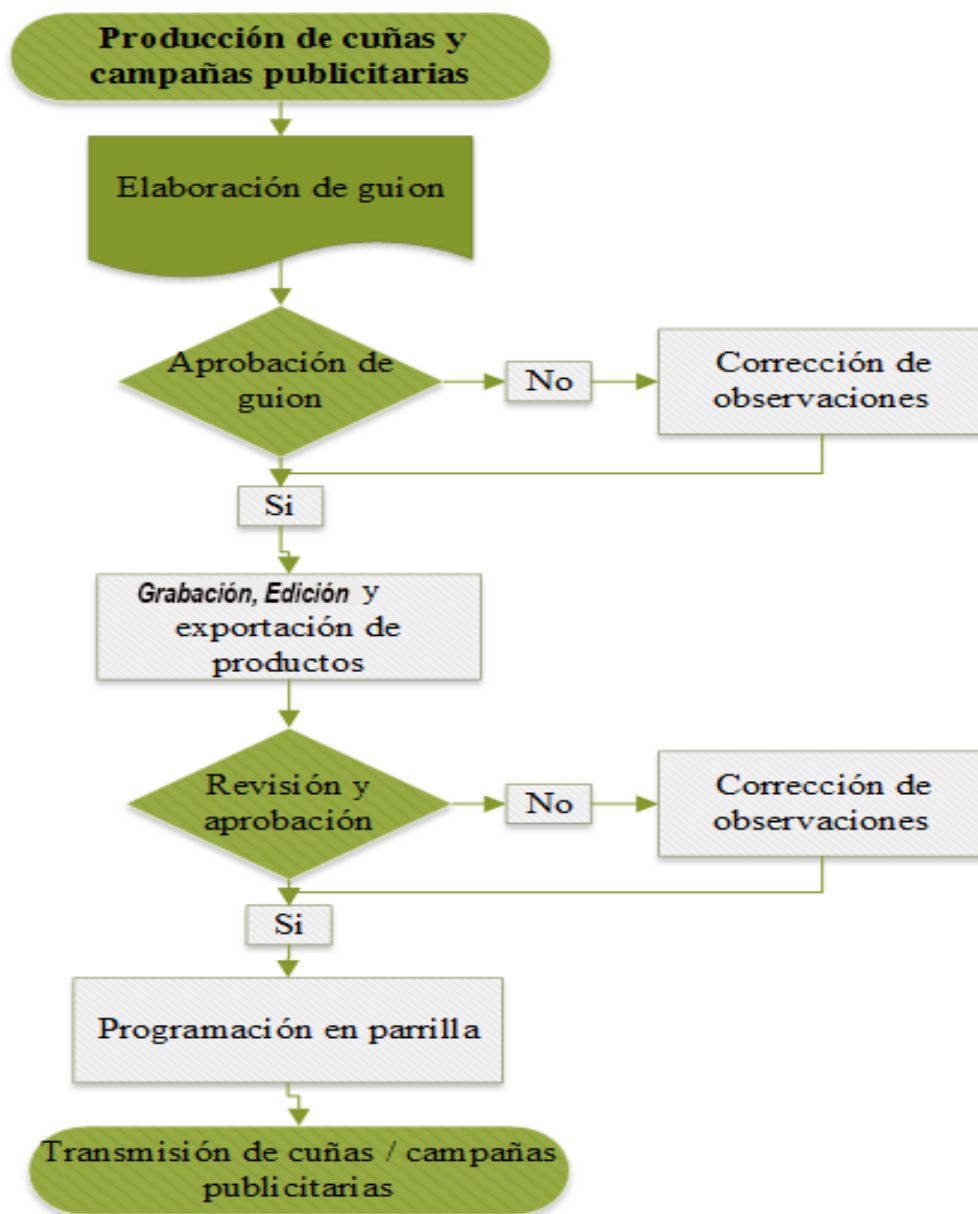 Producción de cuñas y
campañas publicitarias
Elaboración de guion
Aprobación de
guion
No
Corrección de
observaciones
Si
Grabación, Edición y
exportación de
productos
Revisión y
aprobación
No
Corrección de
observaciones
Si
Programación en parrilla
Transmisión de cuñas / campañas
publicitarias